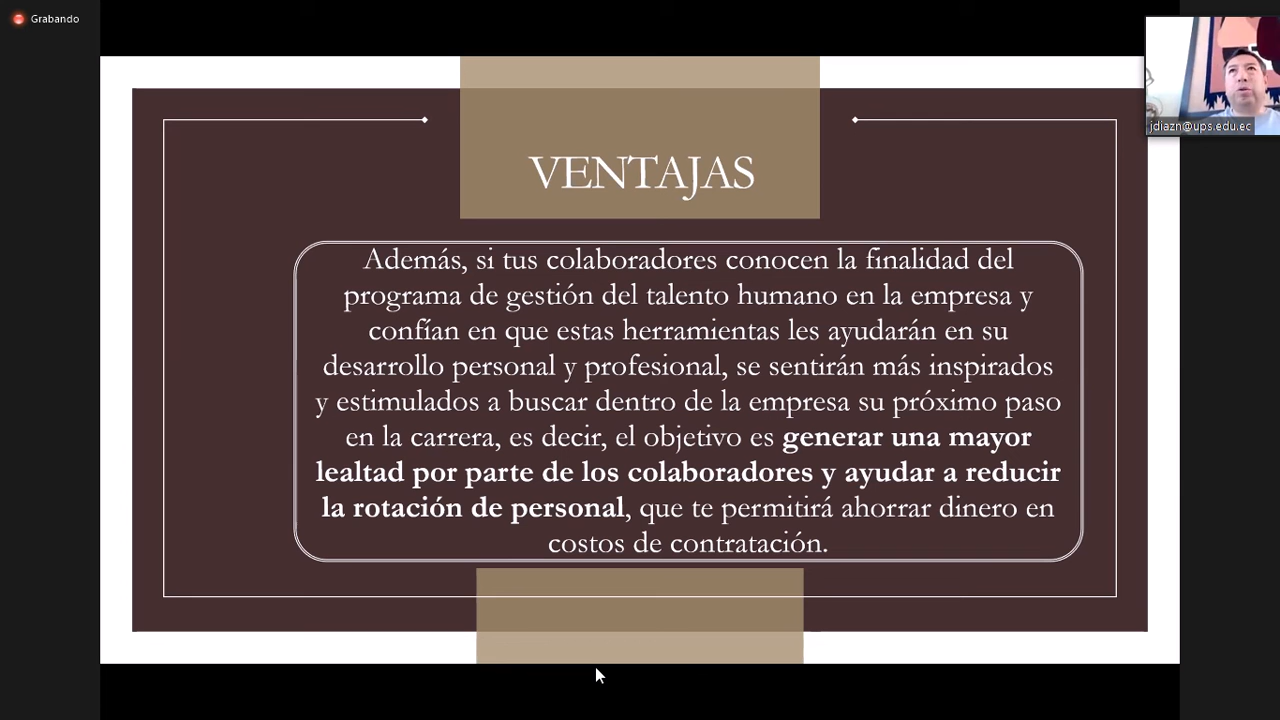 Grabando
jdiazn@ups.edu.ec
VENTAJAS
Además, si tus colaboradores conocen la finalidad del
programa de gestión del talento humano en la empresa y
confían en que estas herramientas les ayudarán en su
desarrollo personal y profesional, se sentirán más inspirados
y estimulados a buscar dentro de la empresa su próximo paso
en la carrera, es decir, el objetivo es generar una mayor
lealtad por parte de los colaboradores y ayudar a reducir
la rotación de personal, que te permitirá ahorrar dinero en
costos de contratación.